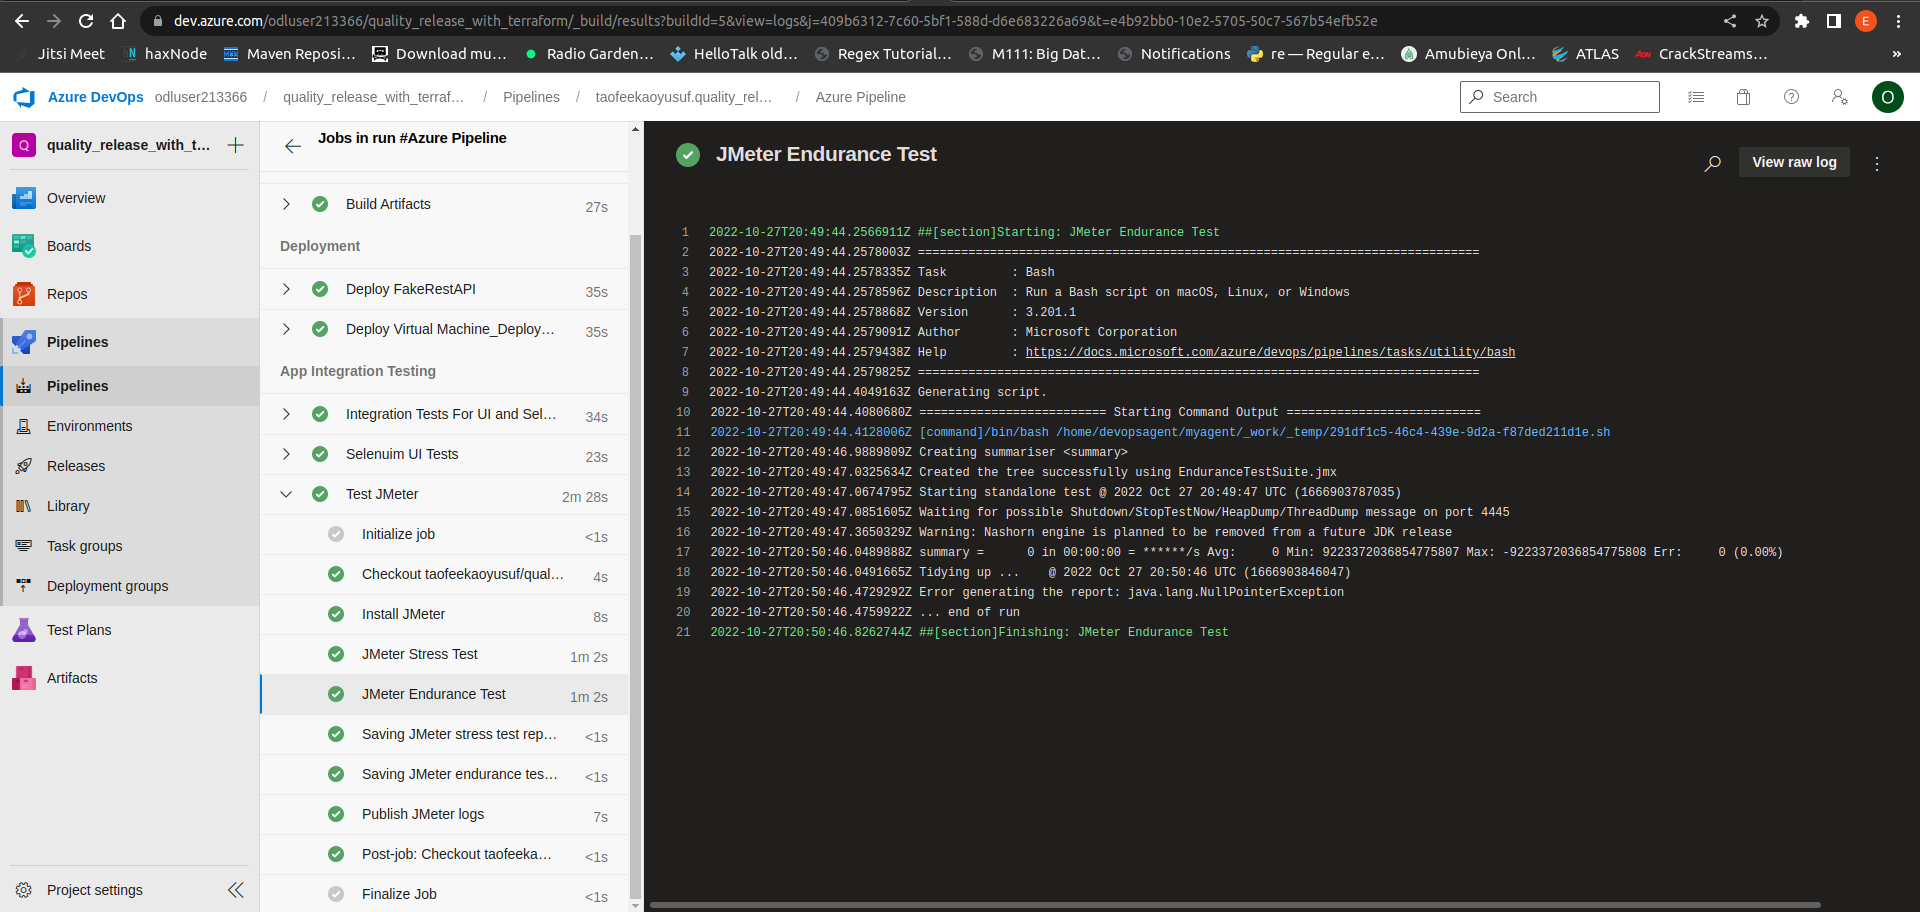 dev.azure.com/odluser213366/quality_release_with_terraform/_build/results?buildId=5&view=logs&j=409b6312-7c60-5bf1-588d-d6e683226a69&t=e4b92bb0-10e2-5705-50c7-567b54efb52e
E
Jitsi Meet haxNode Maven Reposi... Download mu... Radio Garden... HelloTalk old... Regex Tutorial... M111: Big Dat... Notifications re — Regular e... Amubieya Onl... ATLAS CrackStreams... »
Azure DevOps odluser213366 / quality_release_with_terraf... / Pipelines / taofeekaoyusuf.quality_rel... / Azure Pipeline
Search
O
Q quality_release_with_t...
Overview
Boards
Repos
Pipelines
Pipelines
Environments
Releases
Library
Task groups
Deployment groups
Test Plans
Artifacts
Project settings
Jobs in run #Azure Pipeline
Build Artifacts 27s
Deployment
Deploy FakeRestAPI 35s
Deploy Virtual Machine_Deploy... 35s
App Integration Testing
Integration Tests For UI and Sel... 34s
Selenuim UI Tests 23s
Test JMeter 2m 28s
Initialize job <1s
Checkout taofeekaoyusuf/qual... 4s
Install JMeter 8s
JMeter Stress Test 1m 2s
JMeter Endurance Test 1m 2s
Saving JMeter stress test rep... <1s
Saving JMeter endurance tes... <1s
Publish JMeter logs 7s
Post-job: Checkout taofeeka... <1s
Finalize Job <1s
JMeter Endurance Test
View raw log
1 2022-10-27T20:49:44.2566911Z ##[section]Starting: JMeter Endurance Test
2 2022-10-27T20:49:44.2578003Z ==============================================================================
3 2022-10-27T20:49:44.2578335Z Task         : Bash
4 2022-10-27T20:49:44.2578596Z Description  : Run a Bash script on macOS, Linux, or Windows
5 2022-10-27T20:49:44.2578868Z Version      : 3.201.1
6 2022-10-27T20:49:44.2579091Z Author       : Microsoft Corporation
7 2022-10-27T20:49:44.2579438Z Help         : https://docs.microsoft.com/azure/devops/pipelines/tasks/utility/bash
8 2022-10-27T20:49:44.2579825Z ==============================================================================
9 2022-10-27T20:49:44.4049163Z Generating script.
10 2022-10-27T20:49:44.4080680Z ========================== Starting Command Output ===========================
11 2022-10-27T20:49:44.4128006Z [command]/bin/bash /home/devopsagent/myagent/_work/_temp/291df1c5-46c4-439e-9d2a-f87ded211d1e.sh
12 2022-10-27T20:49:46.9889809Z Creating summariser <summary>
13 2022-10-27T20:49:47.0325634Z Created the tree successfully using EnduranceTestSuite.jmx
14 2022-10-27T20:49:47.0674795Z Starting standalone test @ 2022 Oct 27 20:49:47 UTC (1666903787035)
15 2022-10-27T20:49:47.0851605Z Waiting for possible Shutdown/StopTestNow/HeapDump/ThreadDump message on port 4445
16 2022-10-27T20:49:47.3650329Z Warning: Nashorn engine is planned to be removed from a future JDK release
17 2022-10-27T20:50:46.0489888Z summary =      0 in 00:00:00 = ******/s Avg:     0 Min: 9223372036854775807 Max: -9223372036854775808 Err:     0 (0.00%)
18 2022-10-27T20:50:46.0491665Z Tidying up ...    @ 2022 Oct 27 20:50:46 UTC (1666903846047)
19 2022-10-27T20:50:46.4729292Z Error generating the report: java.lang.NullPointerException
20 2022-10-27T20:50:46.4759922Z ... end of run
21 2022-10-27T20:50:46.8262744Z ##[section]Finishing: JMeter Endurance Test